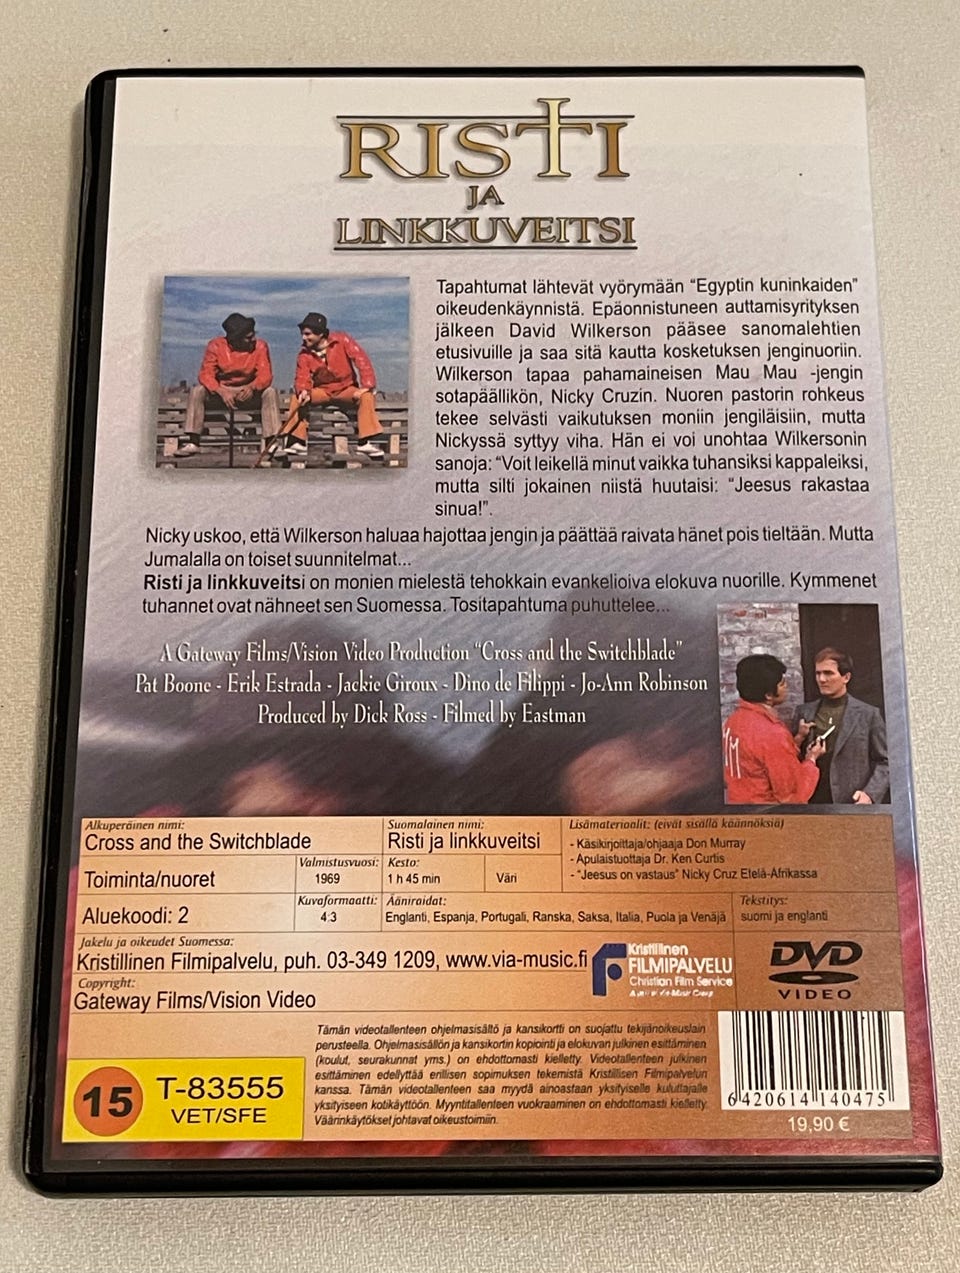 RISTI
JA
LINKKUVEITSI
Tapahtumat lähtevät vyörymään “Egyptin kuninkaiden”
oikeudenkäynnistä. Epäonnistuneen auttamisyrityksen
jälkeen David Wilkerson pääsee sanomalehtien
etusivuille ja saa sitä kautta kosketuksen jenginuoriin.
Wilkerson tapaa pahamaineisen Mau Mau -jengin
sotapäällikön, Nicky Cruzin. Nuoren pastorin rohkeus
tekee selvästi vaikutuksen moniin jengiläisiin, mutta
Nickyssä syttyy viha. Hän ei voi unohtaa Wilkersonin
sanoja: “Voit leikellä minut vaikka tuhansiksi kappaleiksi,
mutta silti jokainen niistä huutaisi: “Jeesus rakastaa
sinua!”.
Nicky uskoo, että Wilkerson haluaa hajottaa jengin ja päättää raivata hänet pois tieltään. Mutta
Jumalalla on toiset suunnitelmat...
Risti ja linkkuveitsi on monien mielestä tehokkain evankelioiva elokuva nuorille. Kymmenet
tuhannet ovat nähneet sen Suomessa. Tositapahtuma puhuttelee...
A Gateway Films/Vision Video Production “Cross and the Switchblade”
Pat Boone - Erik Estrada - Jackie Giroux - Dino de Filippi - Jo-Ann Robinson
Produced by Dick Ross - Filmed by Eastman
MM
Alkuperäinen nimi:
Cross and the Switchblade
Suomalainen nimi:
Risti ja linkkuveitsi
Lisämateriaalit: (eivät sisällä käännöksiä)
- Käsikirjoittaja/ohjaaja Don Murray
- Apulaistuottaja Dr. Ken Curtis
- “Jeesus on vastaus” Nicky Cruz Etelä-Afrikassa
Toiminta/nuoret
Valmistusvuosi:
1969
Kesto:
1 h 45 min
Väri
Aluekoodi: 2
Kuvaformaatti:
4:3
Ääniraidat:
Englanti, Espanja, Portugali, Ranska, Saksa, Italia, Puola ja Venäjä
Tekstitys:
suomi ja englanti
Jakelu ja oikeudet Suomessa:
Kristillinen Filmipalvelu, puh. 03-349 1209, www.via-music.fi
Kristillinen
FILMIPALVELU
Christian Film Service
DVD
VIDEO
Copyright:
Gateway Films/Vision Video
Tämän videotallenteen ohjelmasisältö ja kansikortti on suojattu tekijänoikeuslain
perusteella. Ohjelmasisällön ja kansikortin kopiointi ja elokuvan julkinen esittäminen
(koulut, seurakunnat yms.) on ehdottomasti kielletty. Videotallenteen julkinen
esittäminen edellyttää erillisen sopimuksen tekemistä Kristillisen Filmipalvelun
kanssa. Tämän videotallenteen saa myydä ainoastaan yksityiselle kuluttajalle
yksityiseen kotikäyttöön. Myyntitallenteen vuokraaminen on ehdottomasti kielletty.
Väärinkäytökset johtavat oikeustoimiin.
15
T-83555
VET/SFE
6 420614 140475
19,90 €